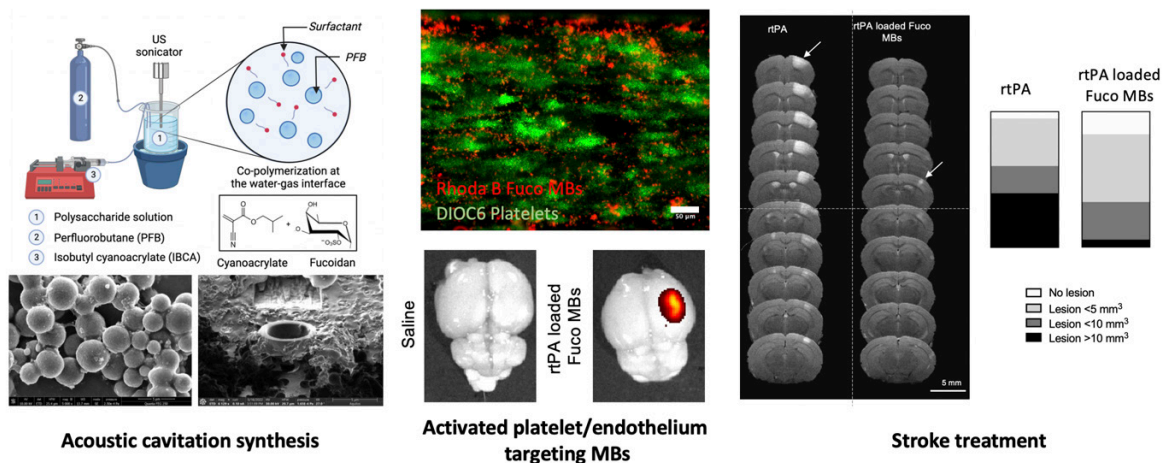 Surfactant
US
sonicator
PFB
2
1
3
Co-polymerization at
the water-gas interface
1 Polysaccharide solution
2 Perfluorobutane (PFB)
3 Isobutyl cyanoacrylate (IBCA)
Cyanoacrylate
Fucoidan
Acoustic cavitation synthesis
Rhoda B Fuco MBs
DIOC6 Platelets
50 µm
Saline
rtPA loaded
Fuco MBs
Activated platelet/endothelium
targeting MBs
rtPA
rtPA loaded Fuco
MBs
5 mm
rtPA
rtPA loaded
Fuco MBs
No lesion
Lesion <5 mm³
Lesion <10 mm³
Lesion >10 mm³
Stroke treatment